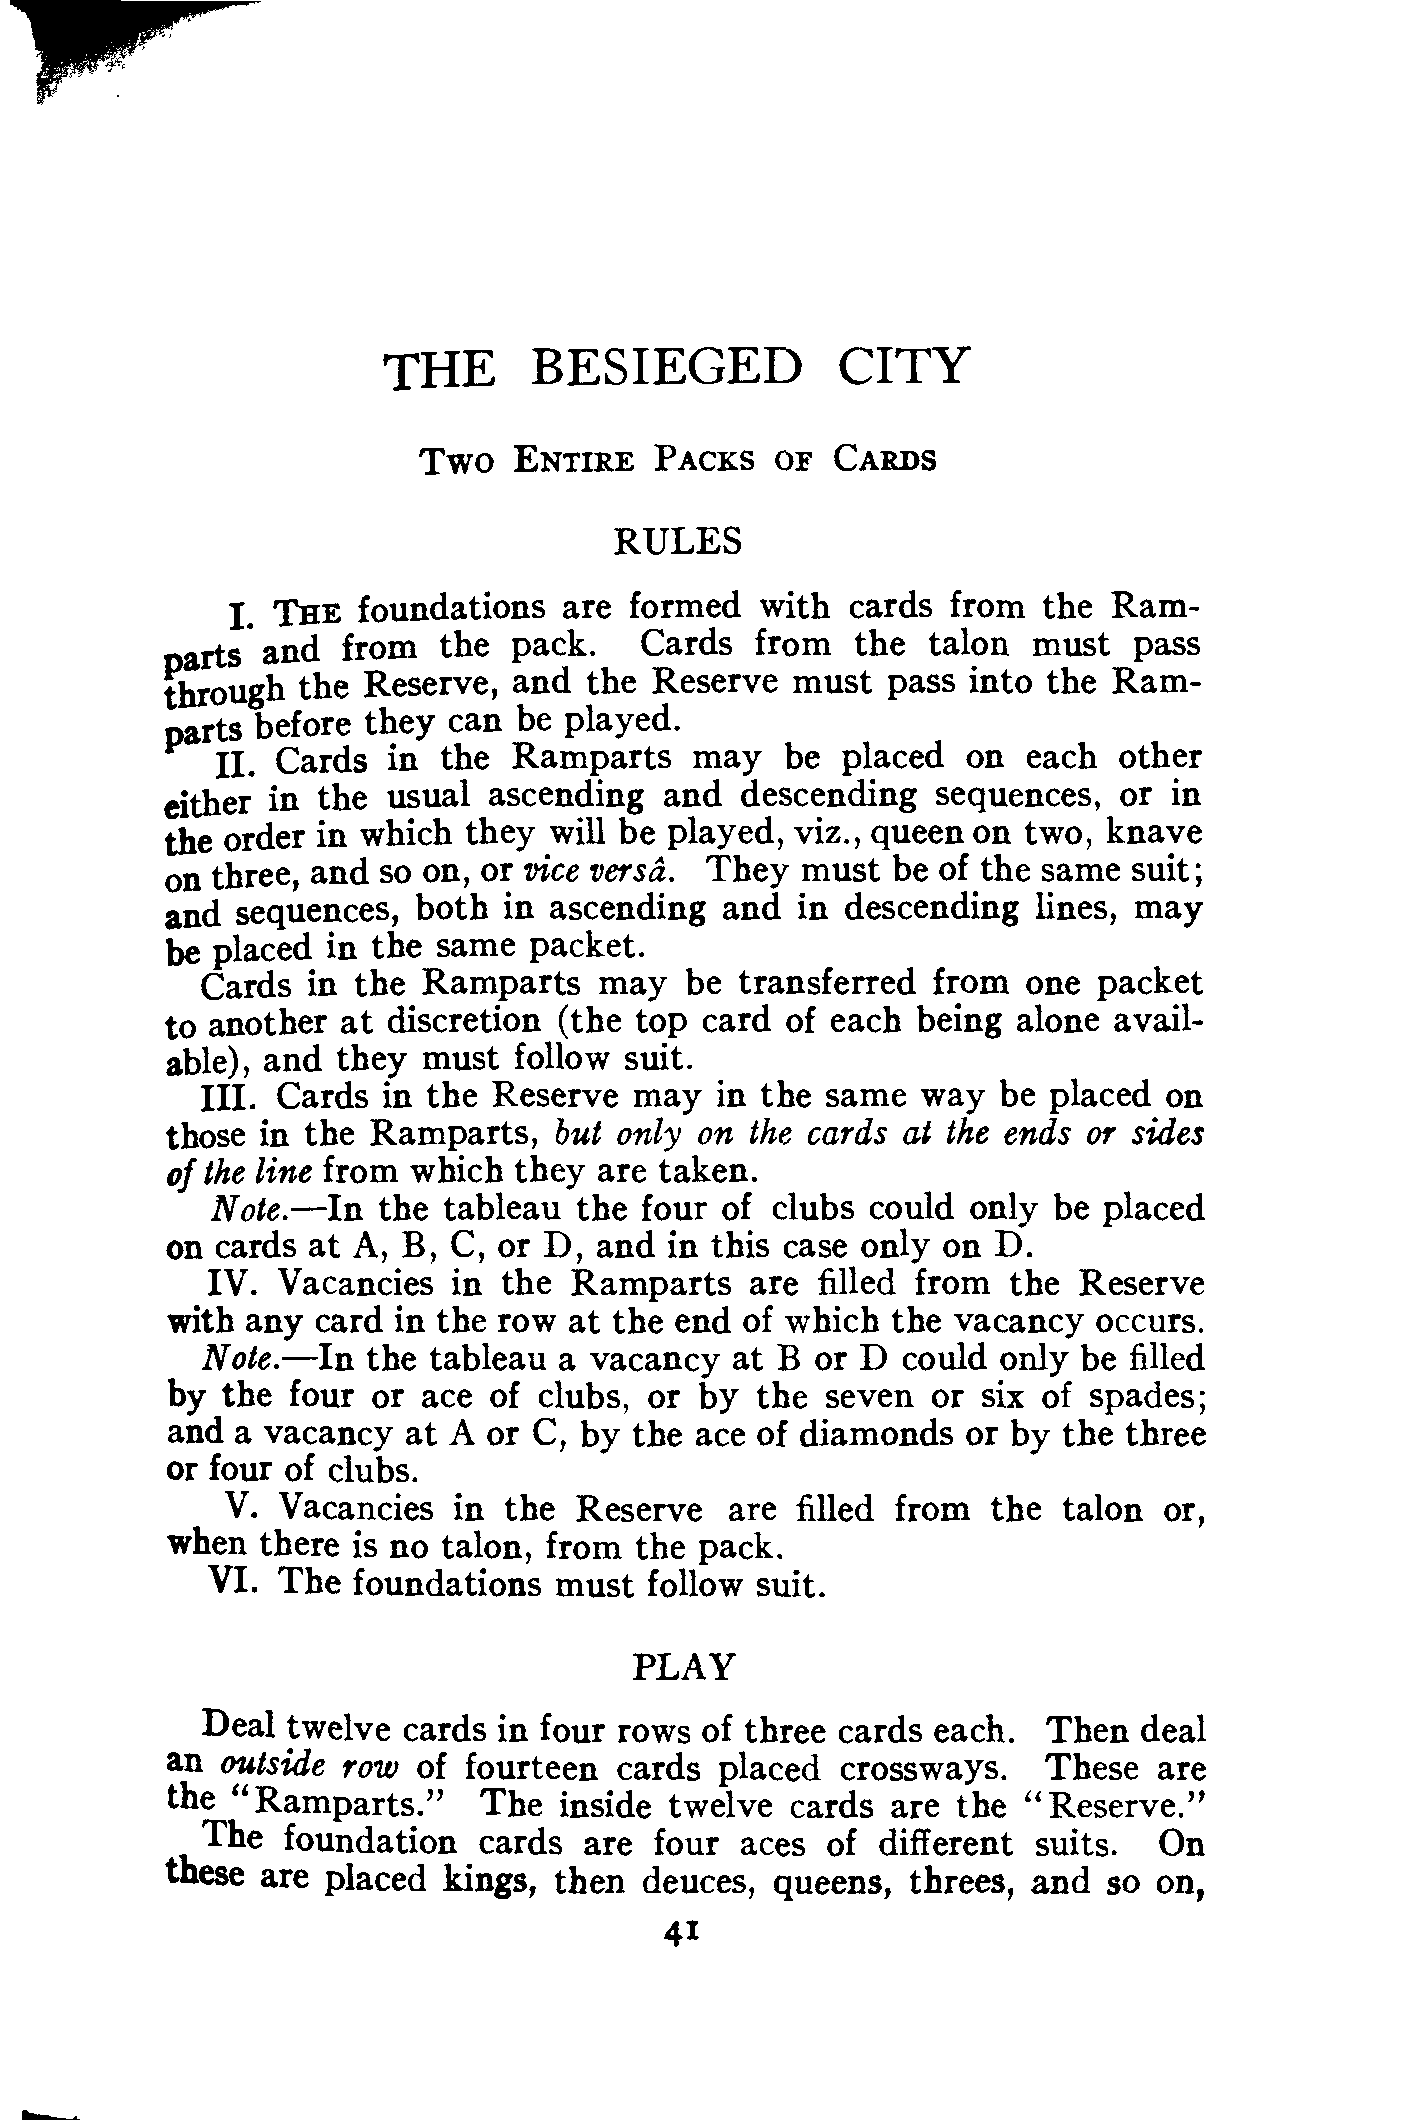 THE BESIEGED CITY
Two Entire Packs of Cards
RULES
I. The foundations are formed with cards from the Ram-
parts and from the pack. Cards from the talon must pass
through the Reserve, and the Reserve must pass into the Ram-
parts before they can be played.
II. Cards in the Ramparts may be placed on each other
either in the usual ascending and descending sequences, or in
the order in which they will be played, viz., queen on two, knave
on three, and so on, or vice versâ. They must be of the same suit;
and sequences, both in ascending and in descending lines, may
be placed in the same packet.
Cards in the Ramparts may be transferred from one packet
to another at discretion (the top card of each being alone avail-
able), and they must follow suit.
III. Cards in the Reserve may in the same way be placed on
those in the Ramparts, but only on the cards at the ends or sides
of the line from which they are taken.
Note.—In the tableau the four of clubs could only be placed
on cards at A, B, C, or D, and in this case only on D.
IV. Vacancies in the Ramparts are filled from the Reserve
with any card in the row at the end of which the vacancy occurs.
Note.—In the tableau a vacancy at B or D could only be filled
by the four or ace of clubs, or by the seven or six of spades;
and a vacancy at A or C, by the ace of diamonds or by the three
or four of clubs.
V. Vacancies in the Reserve are filled from the talon or,
when there is no talon, from the pack.
VI. The foundations must follow suit.
PLAY
Deal twelve cards in four rows of three cards each. Then deal
an outside row of fourteen cards placed crossways. These are
the "Ramparts." The inside twelve cards are the "Reserve."
The foundation cards are four aces of different suits. On
these are placed kings, then deuces, queens, threes, and so on,
41